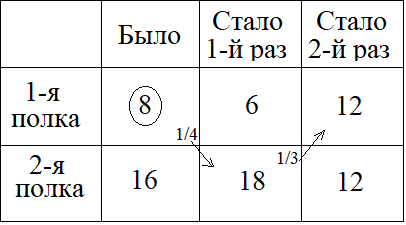 Было
Стало
1-й раз
Стало
2-й раз
1-я
полка
8
6
12
1/4
1/3
2-я
полка
16
18
12